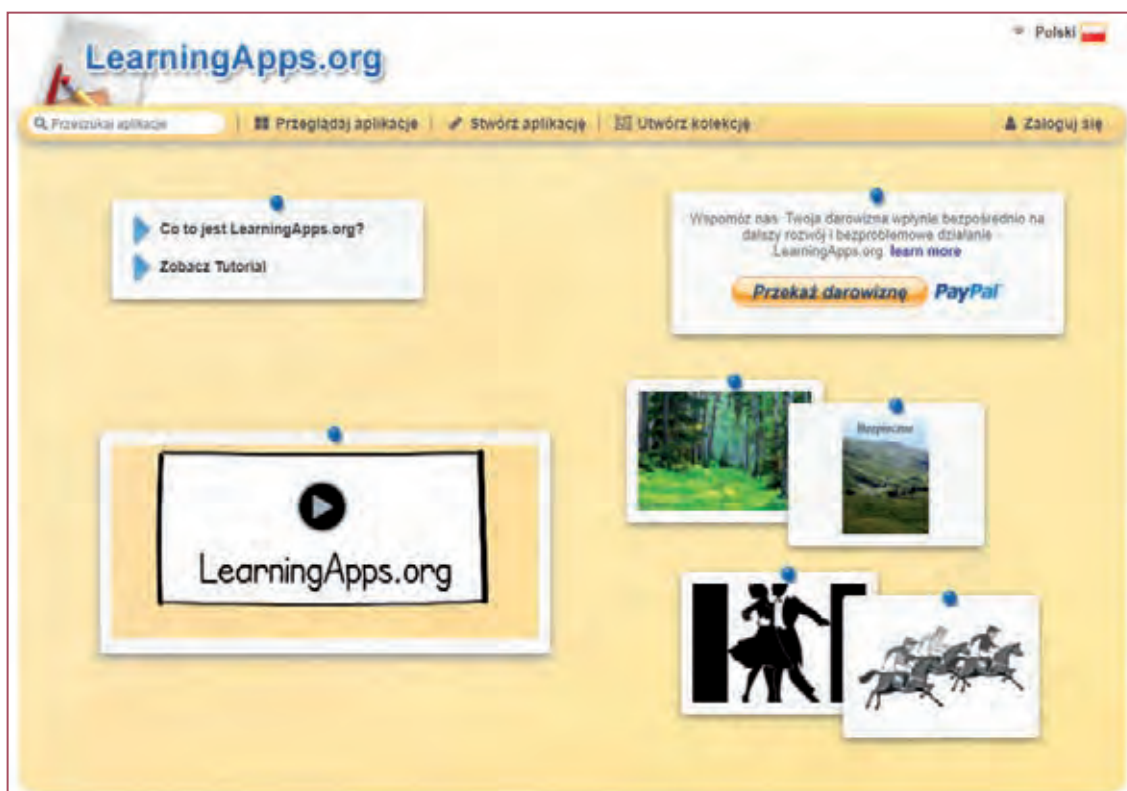 Polski
LearningApps.org
Przeszukaj aplikacje
Przeglądaj aplikacje
Stwórz aplikację
Utwórz kolekcję
Zaloguj się
Co to jest LearningApps.org?
Zobacz Tutorial
Wspomóż nas. Twoja darowizna wpłynie bezpośrednio na
dalszy rozwój i bezproblemowe działanie
LearningApps.org. learn more
Przekaż darowiznę PayPal
Bezpieczne
LearningApps.org